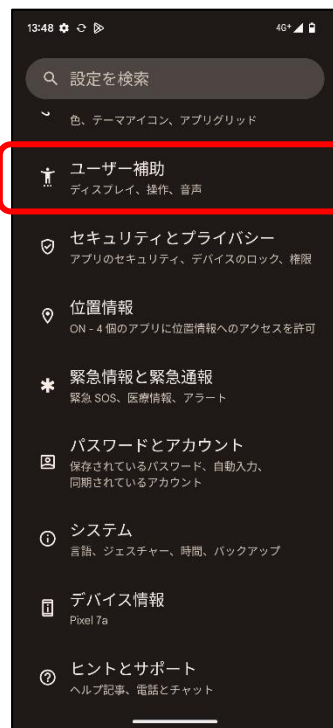 13:48
4G+
設定を検索
色、テーマアイコン、アプリグリッド
ユーザー補助
ディスプレイ、操作、音声
セキュリティとプライバシー
アプリのセキュリティ、デバイスのロック、権限
位置情報
ON - 4 個のアプリに位置情報へのアクセスを許可
緊急情報と緊急通報
緊急 SOS、医療情報、アラート
パスワードとアカウント
保存されているパスワード、自動入力、
同期されているアカウント
システム
言語、ジェスチャー、時間、バックアップ
デバイス情報
Pixel 7a
ヒントとサポート
ヘルプ記事、電話とチャット